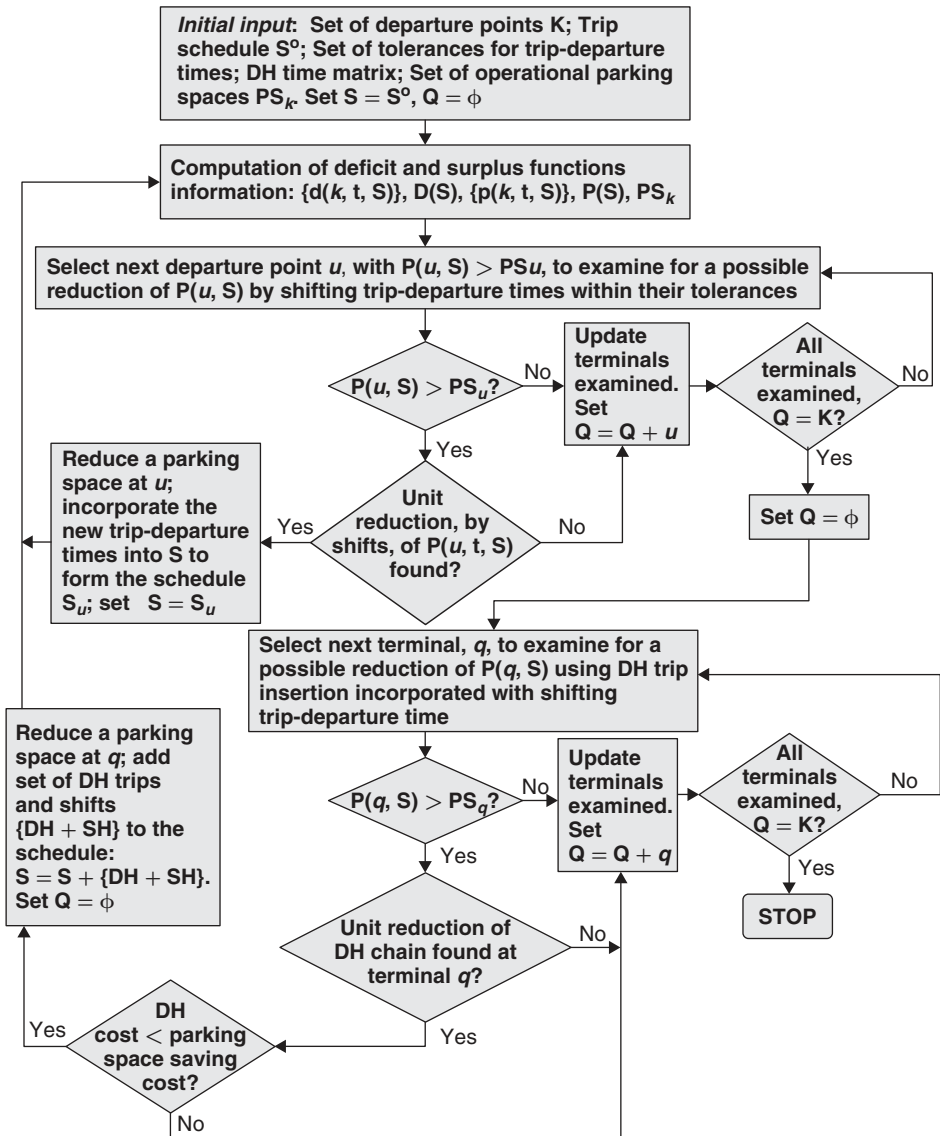 Initial input: Set of departure points K; Trip
schedule Sᵒ; Set of tolerances for trip-departure
times; DH time matrix; Set of operational parking
spaces PSₖ. Set S = Sᵒ, Q = ϕ
Computation of deficit and surplus functions
information: {d(k, t, S)}, D(S), {p(k, t, S)}, P(S), PSₖ
Select next departure point u, with P(u, S) > PSu, to examine for a possible
reduction of P(u, S) by shifting trip-departure times within their tolerances
P(u, S) > PSᵤ?
No
Yes
Update
terminals
examined.
Set
Q = Q + u
All
terminals
examined,
Q = K?
No
Yes
Set Q = ϕ
Unit
reduction, by
shifts, of P(u, t, S)
found?
No
Yes
Reduce a parking
space at u;
incorporate the
new trip-departure
times into S to
form the schedule
Sᵤ; set S = Sᵤ
Select next terminal, q, to examine for a
possible reduction of P(q, S) using DH trip
insertion incorporated with shifting
trip-departure time
P(q, S) > PS_q?
No
Yes
Update
terminals
examined.
Set
Q = Q + q
All
terminals
examined,
Q = K?
No
Yes
STOP
Unit reduction of
DH chain found at
terminal q?
No
Yes
DH
cost < parking
space saving
cost?
Yes
No
Reduce a parking
space at q; add
set of DH trips
and shifts
{DH + SH} to the
schedule:
S = S + {DH + SH}.
Set Q = ϕ